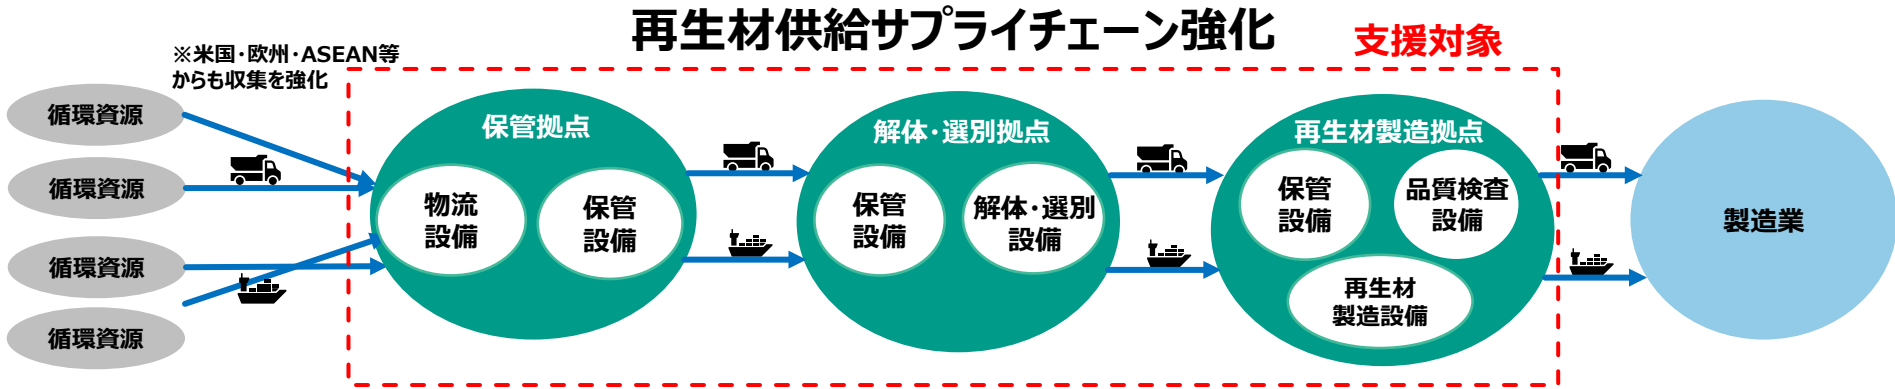 再生材供給サプライチェーン強化
支援対象
※米国・欧州・ASEAN等
からも収集を強化
循環資源
循環資源
循環資源
循環資源
保管拠点
物流
設備
保管
設備
解体・選別拠点
保管
設備
解体・選別
設備
再生材製造拠点
保管
設備
品質検査
設備
再生材
製造設備
製造業